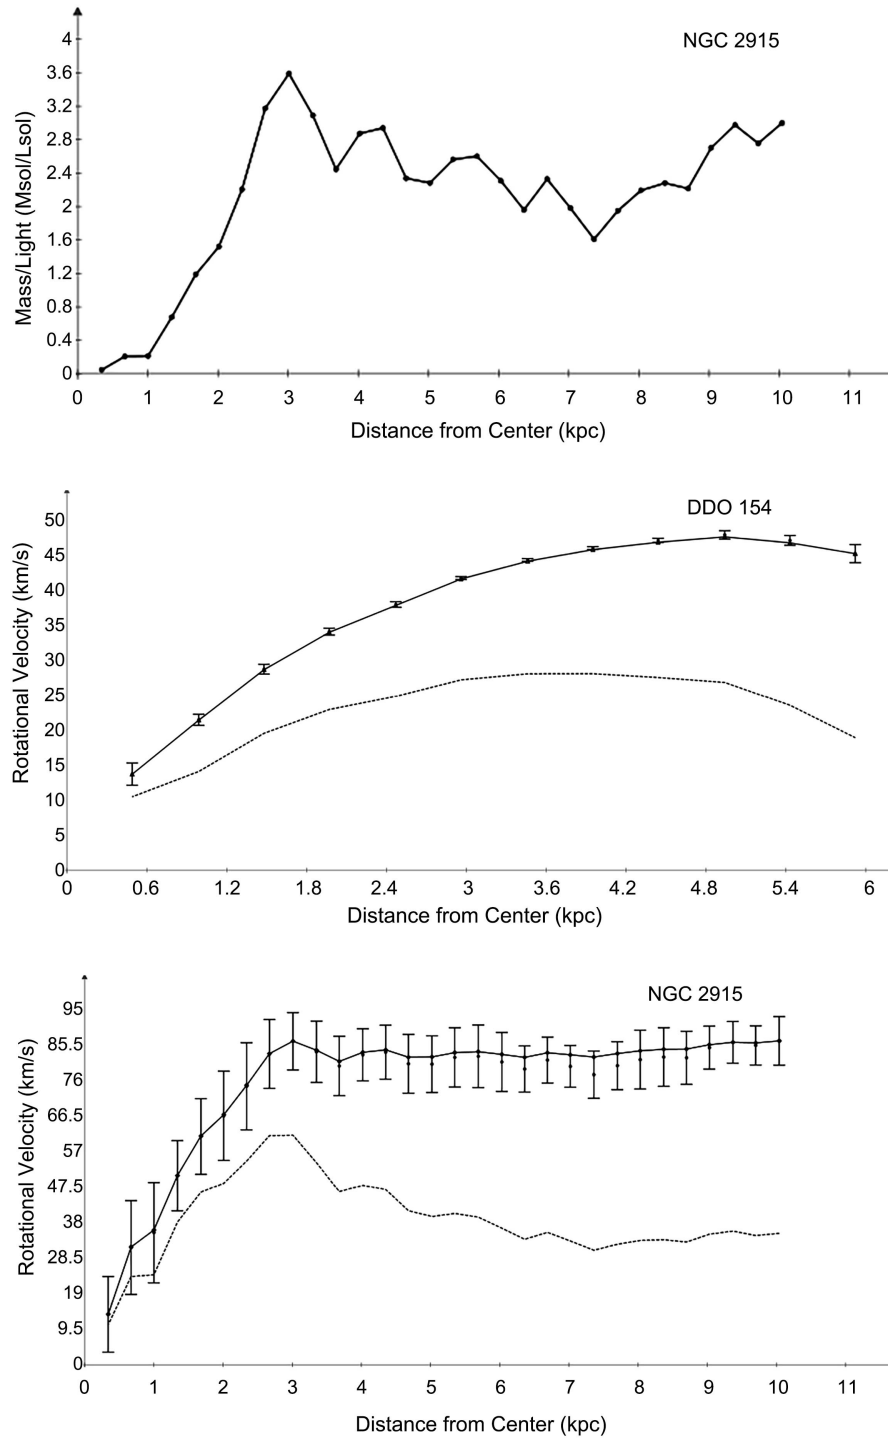 NGC 2915
4
3.6
3.2
2.8
2.4
2
1.6
1.2
0.8
0.4
0
Mass/Light (Msol/Lsol)
0 1 2 3 4 5 6 7 8 9 10 11
Distance from Center (kpc)
DDO 154
50
45
40
35
30
25
20
15
10
5
0
Rotational Velocity (km/s)
0 0.6 1.2 1.8 2.4 3 3.6 4.2 4.8 5.4 6
Distance from Center (kpc)
NGC 2915
95
85.5
76
66.5
57
47.5
38
28.5
19
9.5
0
Rotational Velocity (km/s)
0 1 2 3 4 5 6 7 8 9 10 11
Distance from Center (kpc)